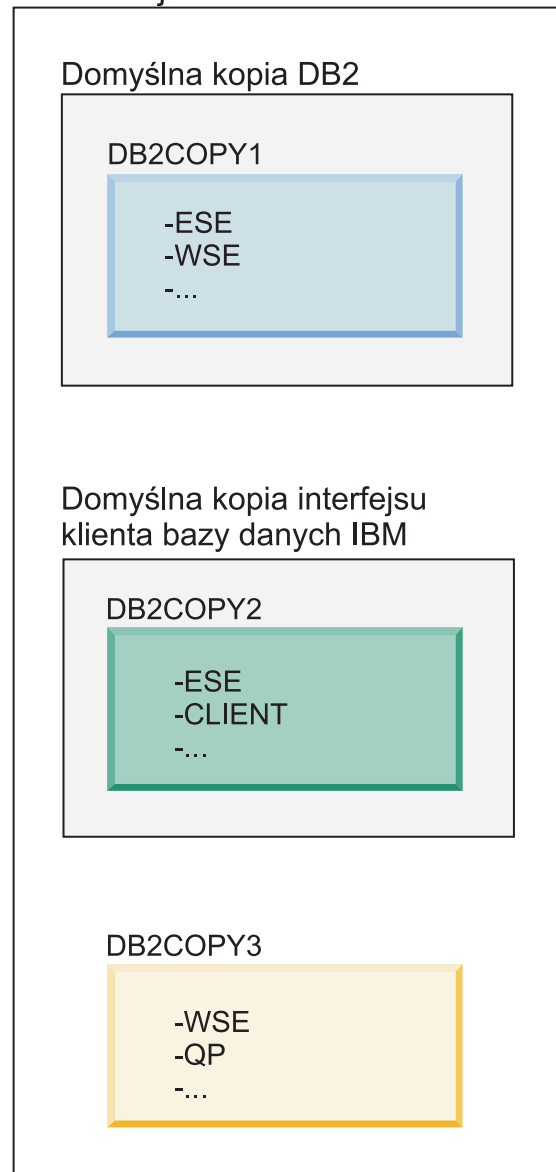 Domyślna kopia DB2
DB2COPY1
-ESE
-WSE
-...
Domyślna kopia interfejsu
klienta bazy danych IBM
DB2COPY2
-ESE
-CLIENT
-...
DB2COPY3
-WSE
-QP
-...